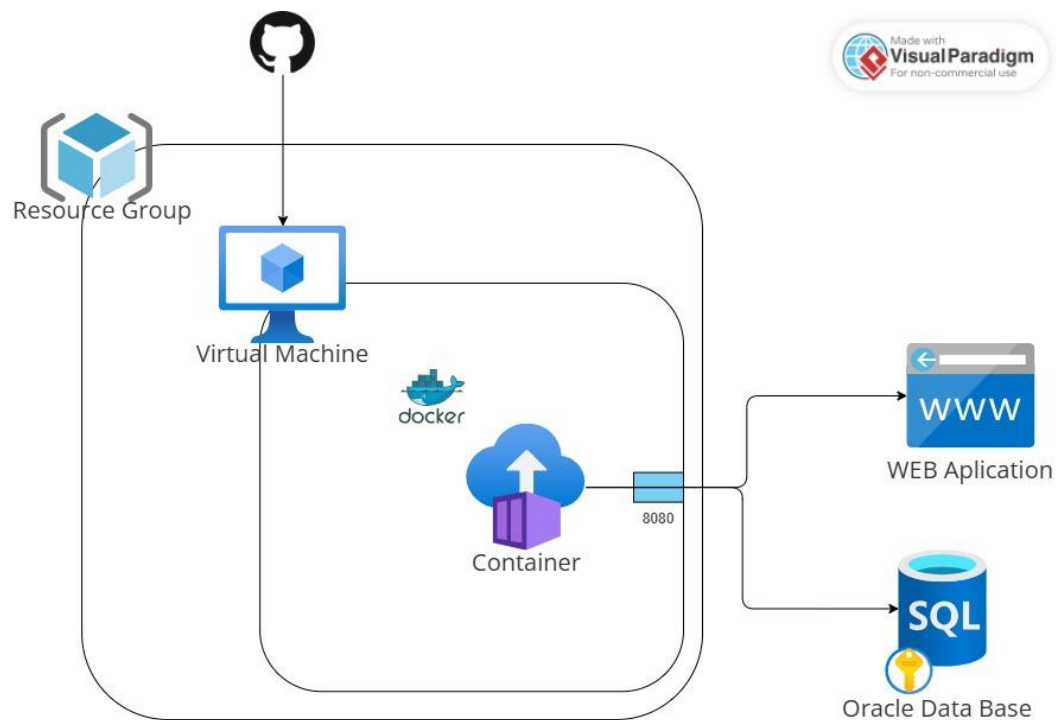 Made with
Visual Paradigm
For non-commercial use
Resource Group
Virtual Machine
docker
WWW
WEB Aplication
8080
Container
SQL
Oracle Data Base